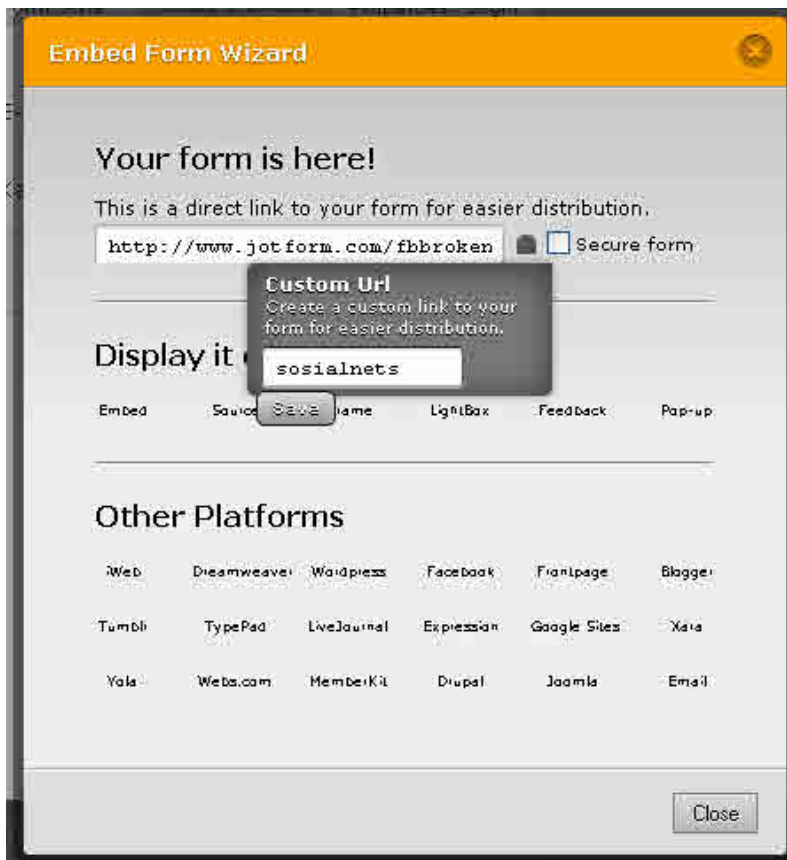 Embed Form Wizard
Your form is here!
This is a direct link to your form for easier distribution.
http://www.jotform.com/fbbroken Secure form
Custom Url
Create a custom link to your
form for easier distribution.
Display it
sosialnets
Embed Source Save ame LightBox Feedback Pop-up
Other Platforms
iWeb Dreamweaver Wordpress Facebook Frontpage Blogger
Tumblr TypePad LiveJournal Expression Google Sites Xara
Yola Webs.com MemberKit Drupal Joomla Email
Close